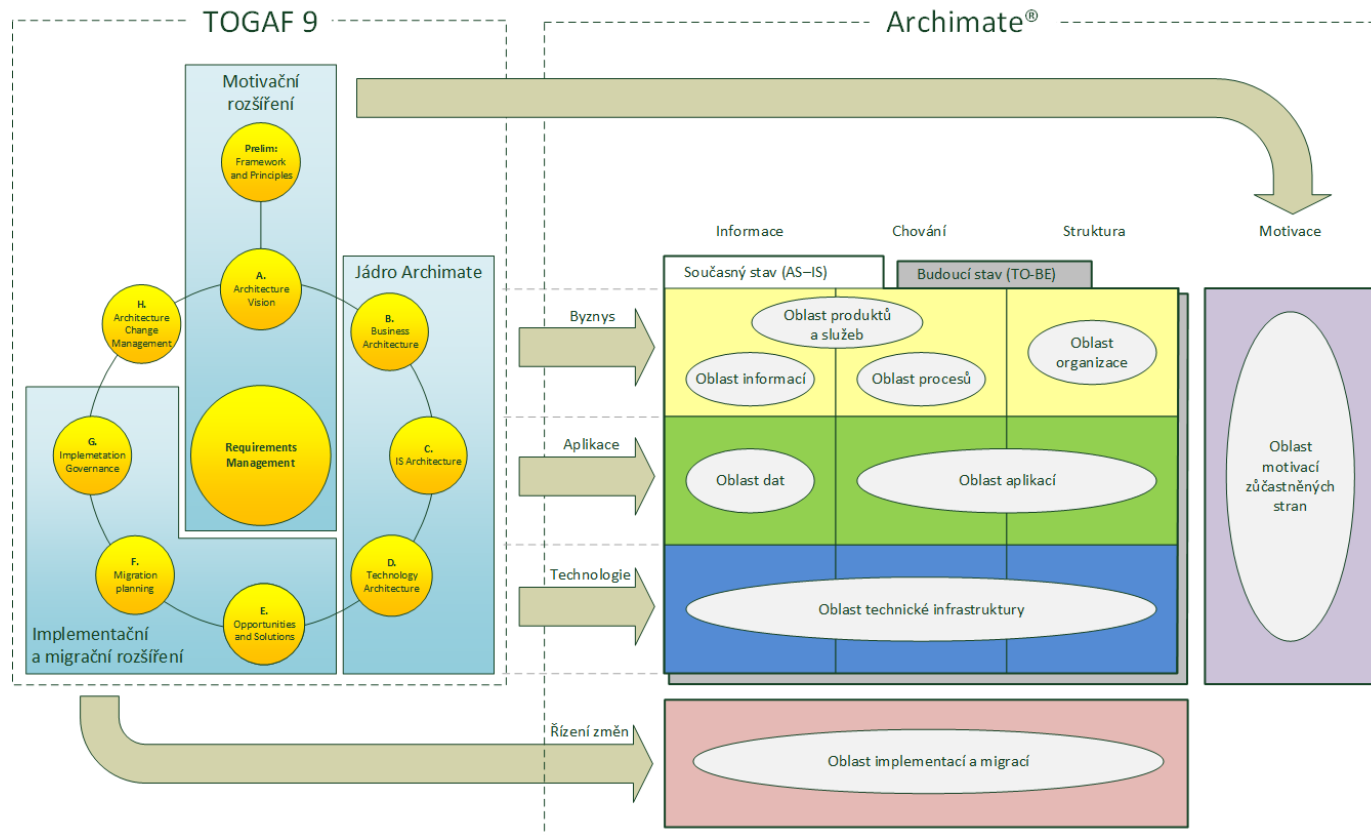 TOGAF 9
Archimate®
Motivační
rozšíření
Prelim:
Framework
and Principles
A.
Architecture
Vision
Jádro Archimate
H.
Architecture
Change
Management
B.
Business
Architecture
G.
Implemetation
Governance
Requirements
Management
C.
IS Architecture
F.
Migration
planning
D.
Technology
Architecture
E.
Opportunities
and Solutions
Implementační
a migrační rozšíření
Informace
Chování
Struktura
Motivace
Současný stav (AS–IS)
Budoucí stav (TO-BE)
Byznys
Oblast produktů
a služeb
Oblast informací
Oblast procesů
Oblast
organizace
Aplikace
Oblast dat
Oblast aplikací
Technologie
Oblast technické infrastruktury
Oblast
motivací
zůčastněných
stran
Řízení změn
Oblast implementací a migrací